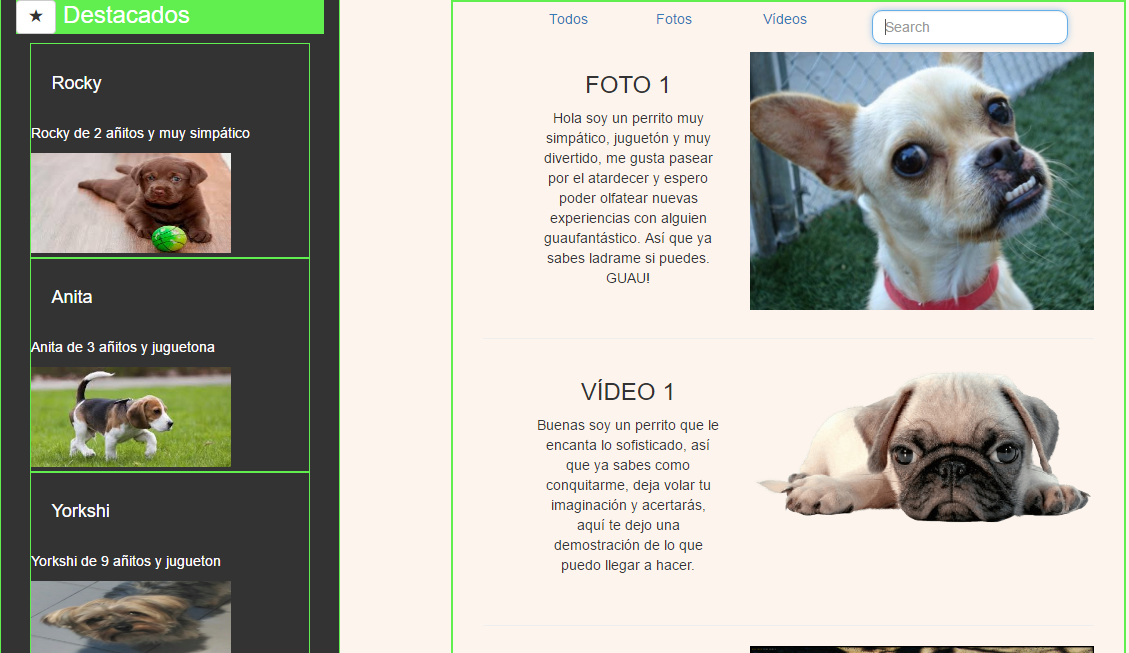 Destacados
Rocky
Rocky de 2 añitos y muy simpático
Anita
Anita de 3 añitos y juguetona
Yorkshi
Yorkshi de 9 añitos y jugueton
Todos
Fotos
Vídeos
Search
FOTO 1
Hola soy un perrito muy
simpático, juguetón y muy
divertido, me gusta pasear
por el atardecer y espero
poder olfatear nuevas
experiencias con alguien
guaufantástico. Así que ya
sabes ladrame si puedes.
GUAU!
VÍDEO 1
Buenas soy un perrito que le
encanta lo sofisticado, así
que ya sabes como
conquitarme, deja volar tu
imaginación y acertarás,
aquí te dejo una
demostración de lo que
puedo llegar a hacer.